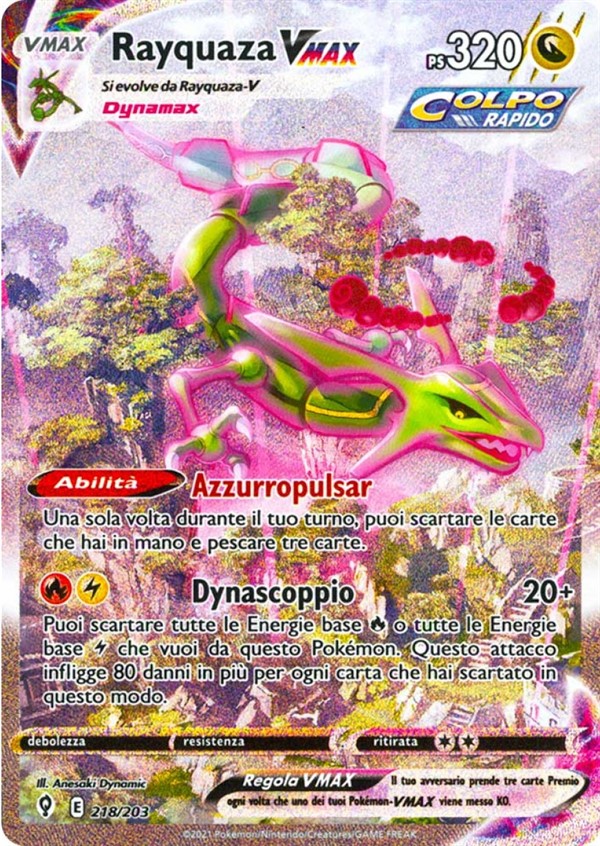 VMAX
Rayquaza VMAX
PS 320
Si evolve da Rayquaza-V
Dynamax
COLPO
RAPIDO
Abilità Azzurropulsar
Una sola volta durante il tuo turno, puoi scartare le carte
che hai in mano e pescare tre carte.
Dynascoppio 20+
Puoi scartare tutte le Energie base o tutte le Energie
base che vuoi da questo Pokémon. Questo attacco
infligge 80 danni in più per ogni carta che hai scartato in
questo modo.
debolezza resistenza ritirata
Ill. Anesaki Dynamic
Regola VMAX Il tuo avversario prende tre carte Premio
ogni volta che uno dei tuoi Pokémon-VMAX viene messo KO.
E 218/203
©2021 Pokémon/Nintendo/Creatures/GAME FREAK